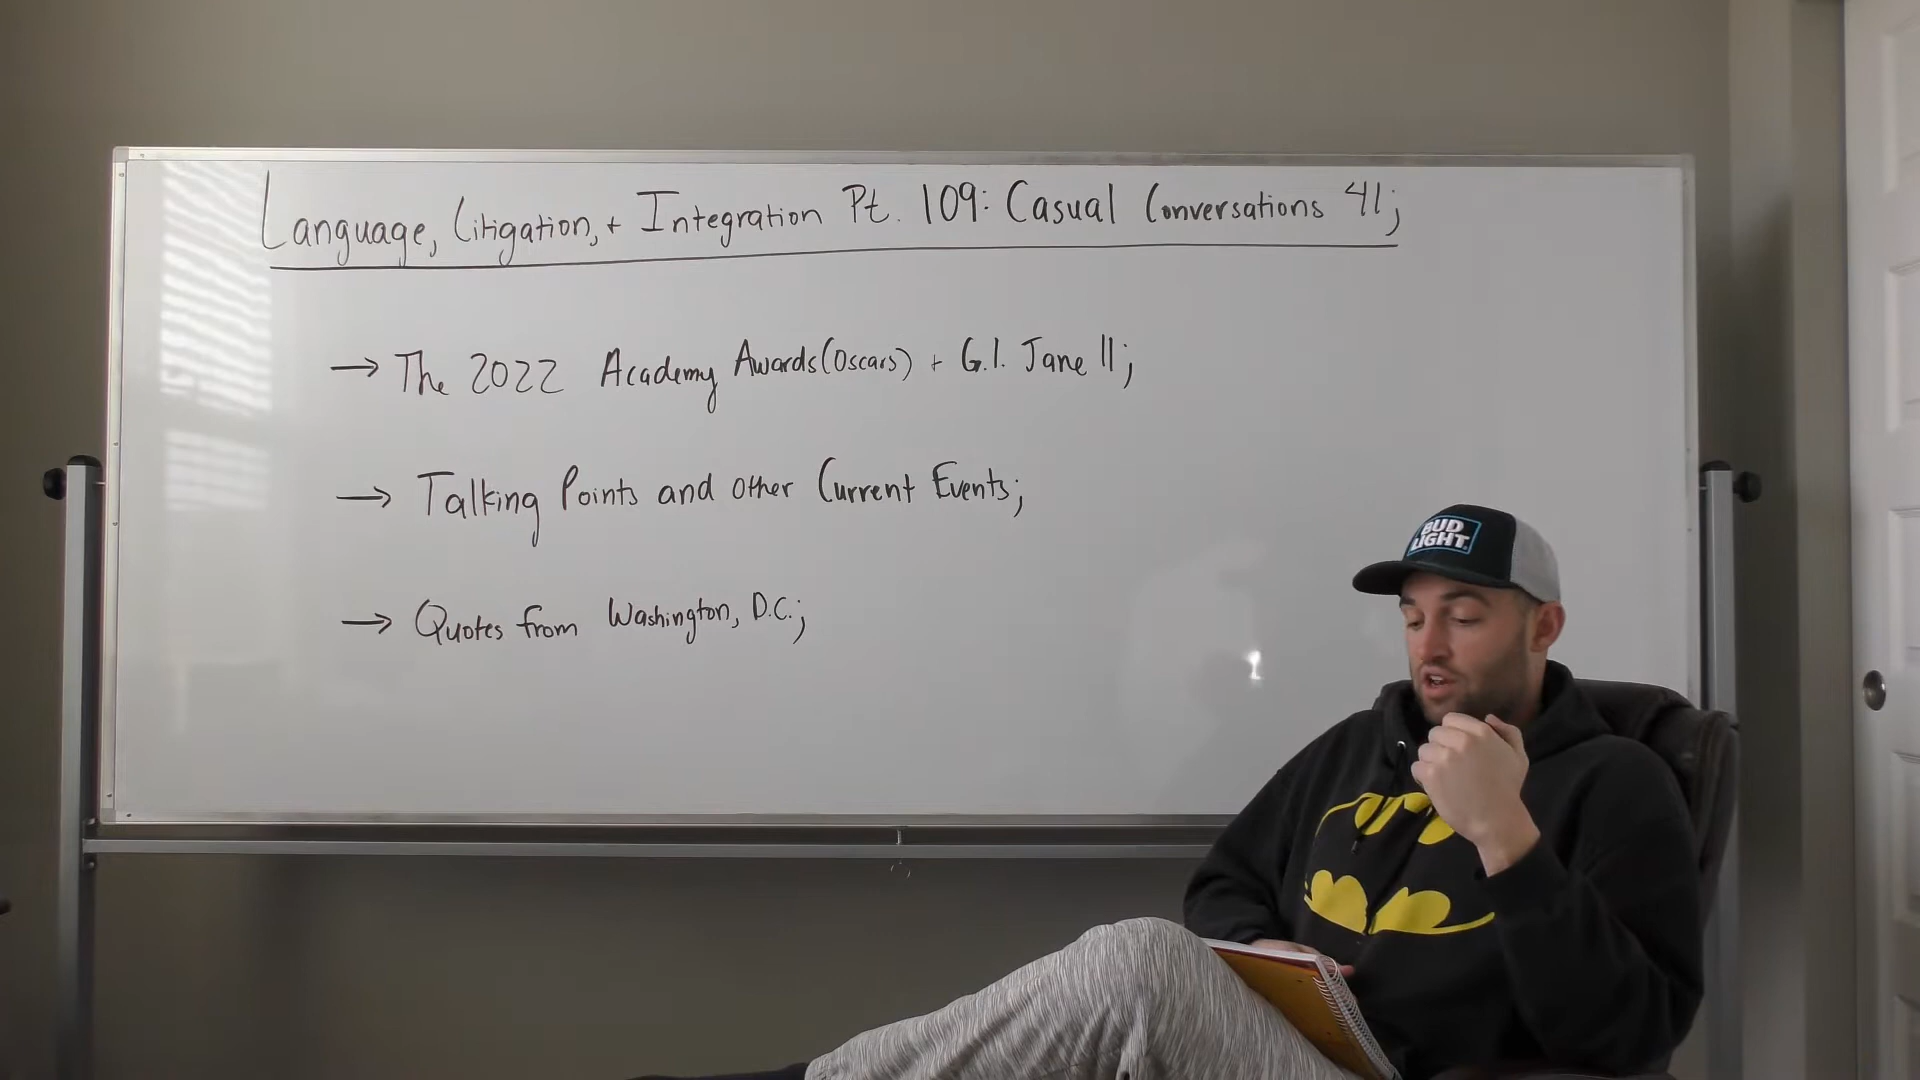 Language, Litigation, + Integration Pt. 109: Casual Conversations 41;
→ The 2022 Academy Awards (Oscars) + G.I. Jane II;
→ Talking Points and other Current Events;
→ Quotes from Washington, D.C.;
BUD
LIGHT